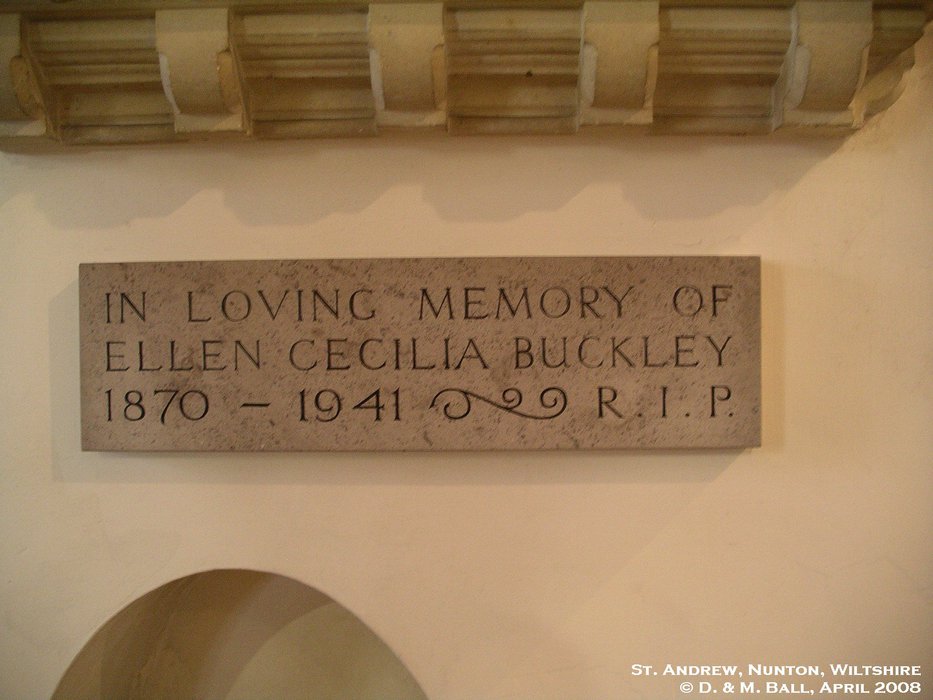 IN LOVING MEMORY OF
ELLEN CECILIA BUCKLEY
1870 – 1941 R.I.P.
St. Andrew, Nunton, Wiltshire
© D. & M. Ball, April 2008